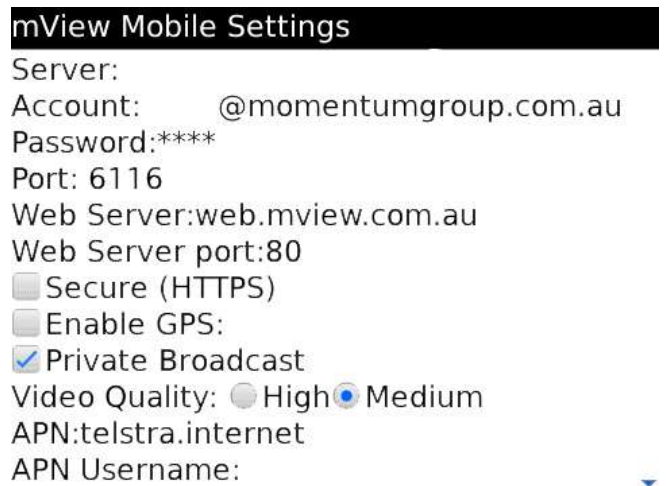 mView Mobile Settings
Server:
Account: @momentumgroup.com.au
Password:****
Port: 6116
Web Server:web.mview.com.au
Web Server port:80
Secure (HTTPS)
Enable GPS:
Private Broadcast
Video Quality: High Medium
APN:telstra.internet
APN Username: